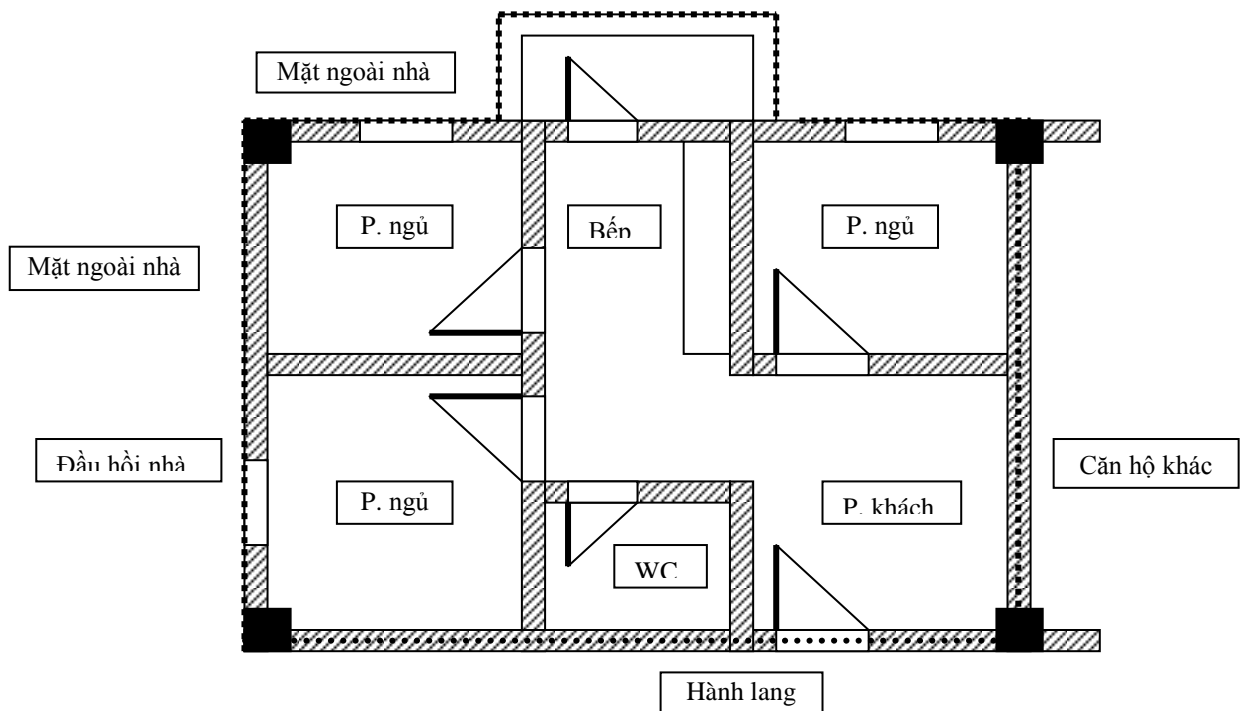 Mặt ngoài nhà
P. ngủ
Bếp
P. ngủ
Mặt ngoài nhà
Đầu hồi nhà
P. ngủ
P. khách
Căn hộ khác
WC
Hành lang